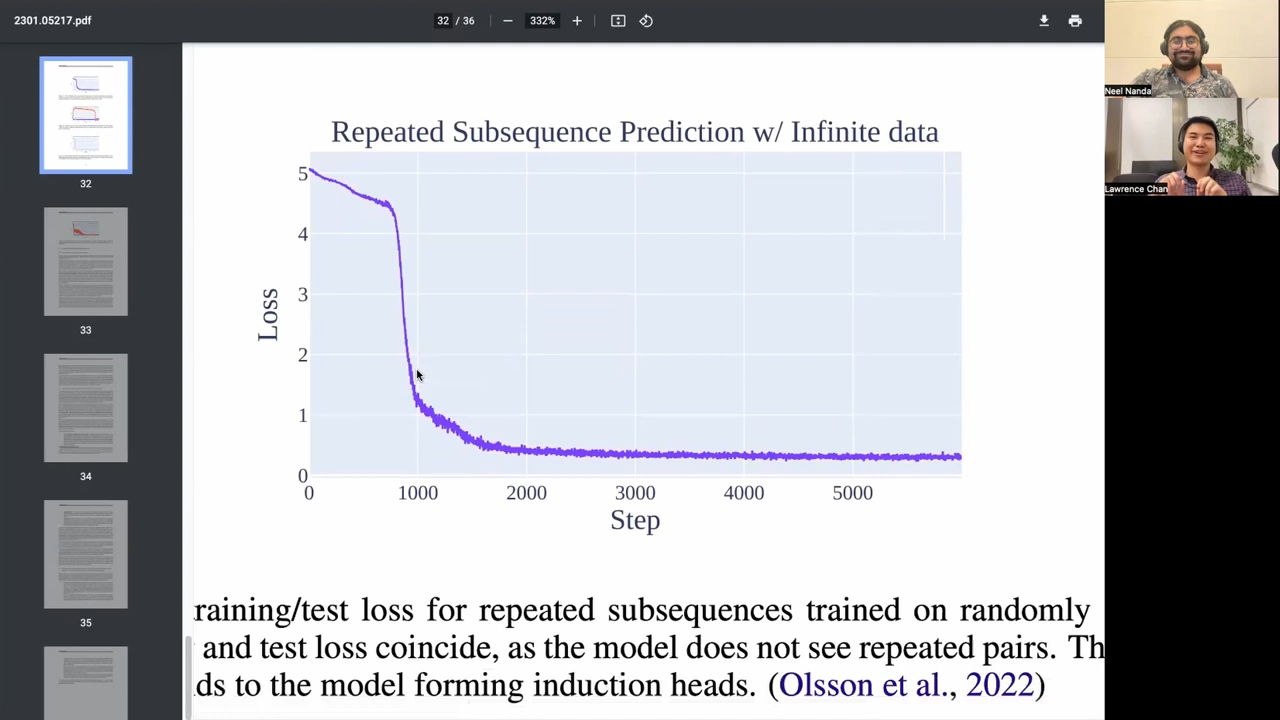 2301.05217.pdf
32 / 36
332%
Neel Nanda
Lawrence Chan
32
33
34
35
Repeated Subsequence Prediction w/ Infinite data
Loss
5
4
3
2
1
0
0 1000 2000 3000 4000 5000
Step
raining/test loss for repeated subsequences trained on randomly
and test loss coincide, as the model does not see repeated pairs. Th
ds to the model forming induction heads. (Olsson et al., 2022)